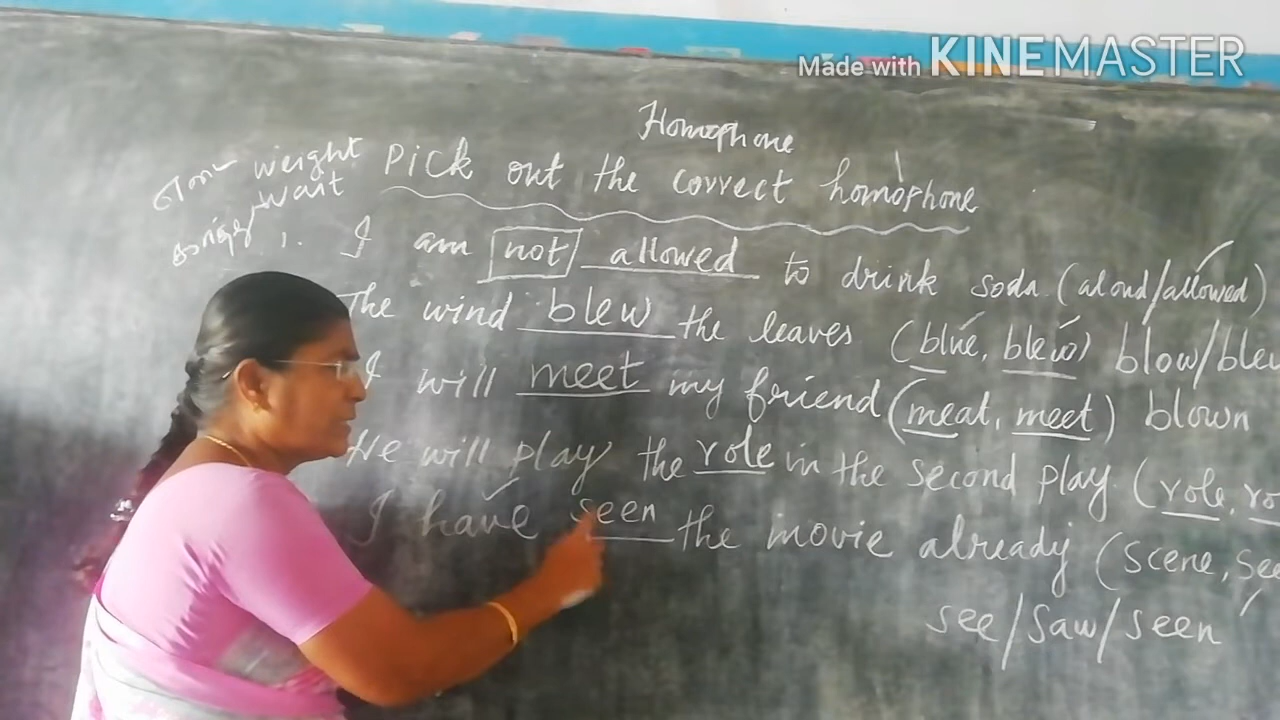 Made with KINEMASTER
Homophone
weight Pick out the correct homophone
wait
1. I am not allowed to drink soda. (aloud/allowed)
The wind blew the leaves (blue, blew) blow/blew
I will meet my friend (meat, meet) blown
He will play the role in the second play. (role,
I have seen the movie already (scene,
see/saw/seen